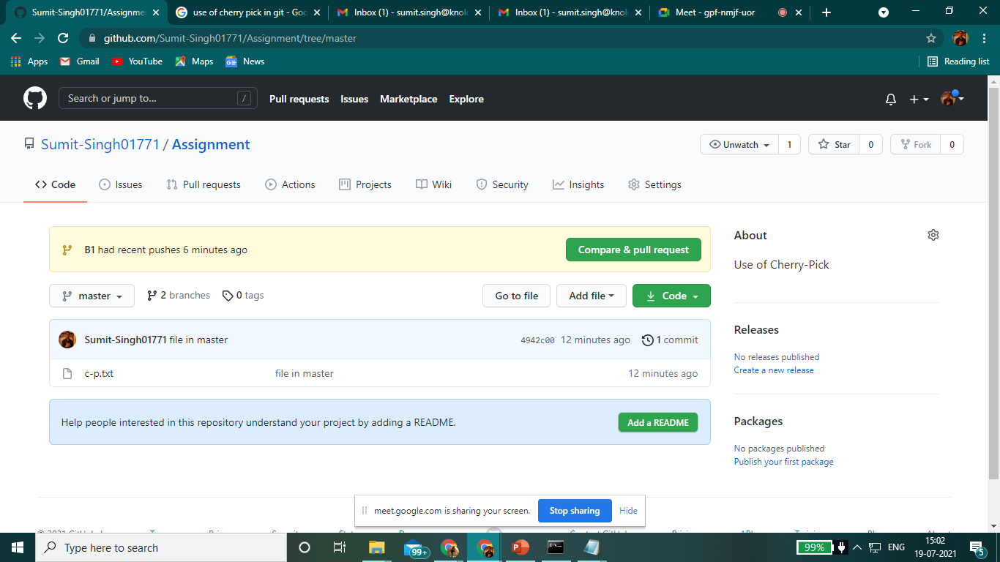 Sumit-Singh01771/Assignme
use of cherry pick in git - Goo
Inbox (1) - sumit.singh@knol
Inbox (1) - sumit.singh@knol
Meet - gpf-nmjf-uor
github.com/Sumit-Singh01771/Assignment/tree/master
Apps Gmail YouTube Maps News Reading list
Search or jump to... / Pull requests Issues Marketplace Explore
Sumit-Singh01771 / Assignment Unwatch 1 Star 0 Fork 0
Code Issues Pull requests Actions Projects Wiki Security Insights Settings
B1 had recent pushes 6 minutes ago Compare & pull request
master 2 branches 0 tags Go to file Add file Code
Sumit-Singh01771 file in master 4942c00 12 minutes ago 1 commit
c-p.txt file in master 12 minutes ago
Help people interested in this repository understand your project by adding a README. Add a README
About
Use of Cherry-Pick
Releases
No releases published
Create a new release
Packages
No packages published
Publish your first package
meet.google.com is sharing your screen. Stop sharing Hide
Type here to search
99+
99% ENG
15:02
19-07-2021
5